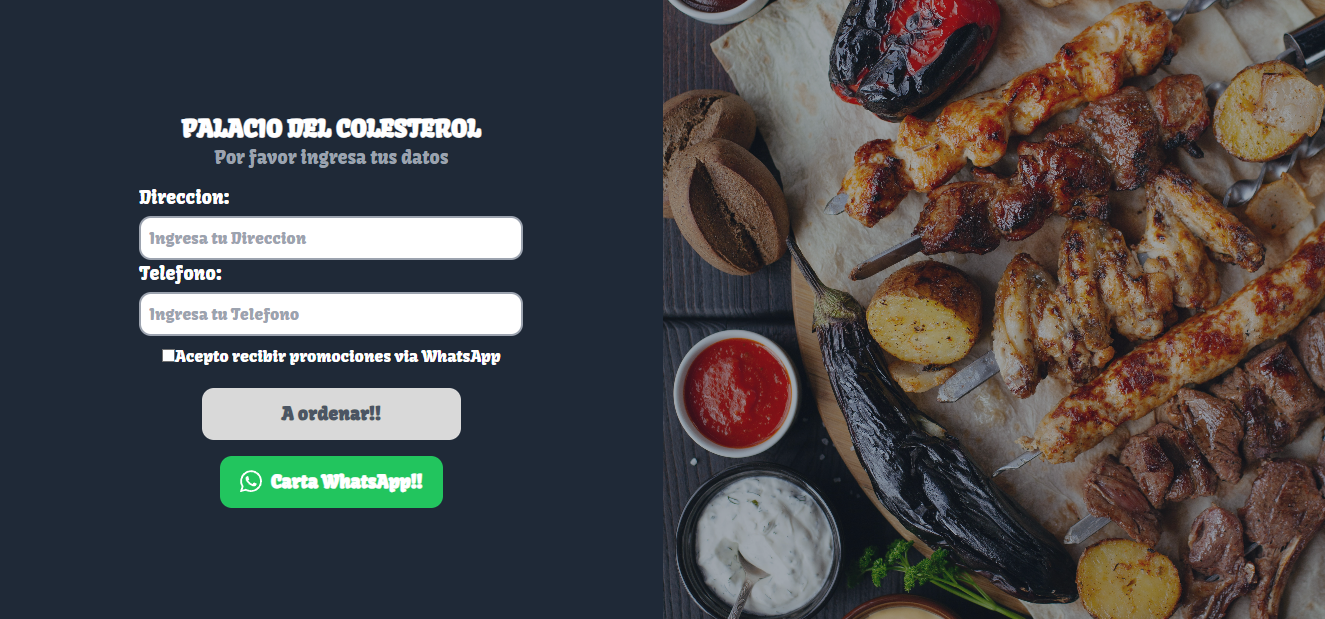 PALACIO DEL COLESTEROL
Por favor ingresa tus datos
Direccion:
Ingresa tu Direccion
Telefono:
Ingresa tu Telefono
Acepto recibir promociones via WhatsApp
A ordenar!!
Carta WhatsApp!!